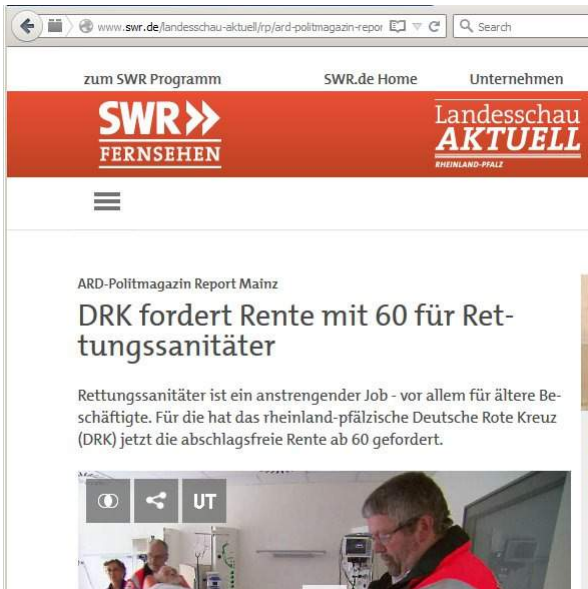 www.swr.de/landesschau-aktuell/rp/ard-politmagazin-repor
Search
zum SWR Programm SWR.de Home Unternehmen
SWR
FERNSEHEN
Landesschau
AKTUELL
RHEINLAND-PFALZ
ARD-Politmagazin Report Mainz
DRK fordert Rente mit 60 für Ret-
tungssanitäter
Rettungssanitäter ist ein anstrengender Job - vor allem für ältere Be-
schäftigte. Für die hat das rheinland-pfälzische Deutsche Rote Kreuz
(DRK) jetzt die abschlagsfreie Rente ab 60 gefordert.
UT